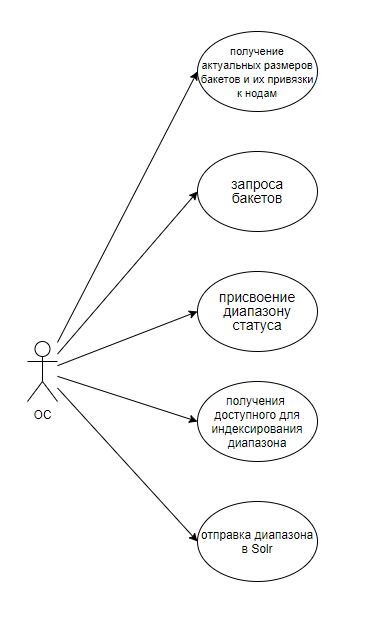 получение
актуальных размеров
бакетов и их привязки
к нодам
запроса
бакетов
присвоение
диапазону
статуса
ОС
получения
доступного для
индексирования
диапазона
отправка диапазона
в Solr